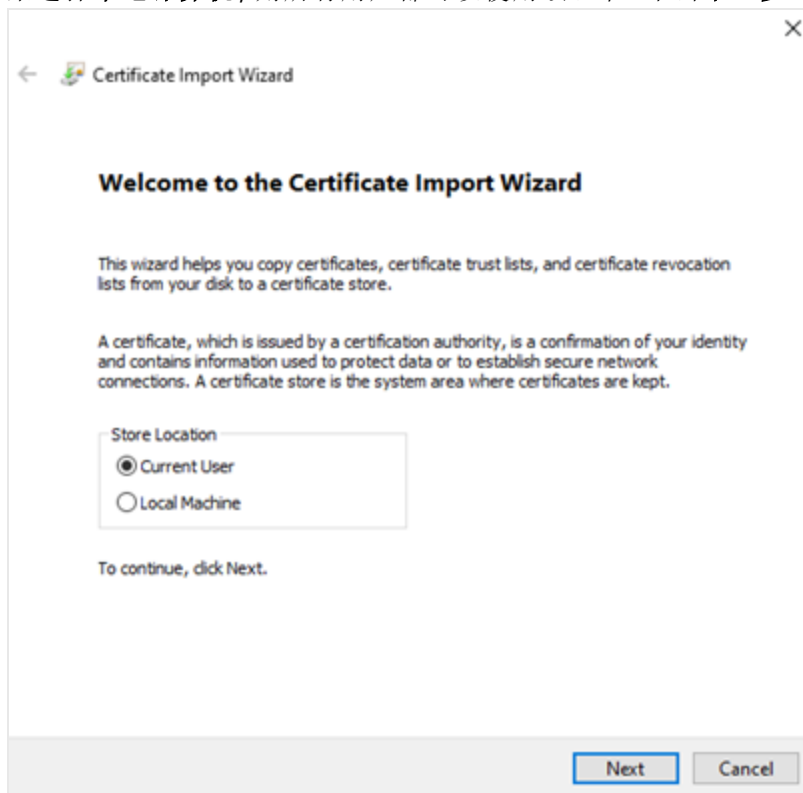 Certificate Import Wizard
Welcome to the Certificate Import Wizard
This wizard helps you copy certificates, certificate trust lists, and certificate revocation
lists from your disk to a certificate store.
A certificate, which is issued by a certification authority, is a confirmation of your identity
and contains information used to protect data or to establish secure network
connections. A certificate store is the system area where certificates are kept.
Store Location
Current User
Local Machine
To continue, click Next.
Next
Cancel